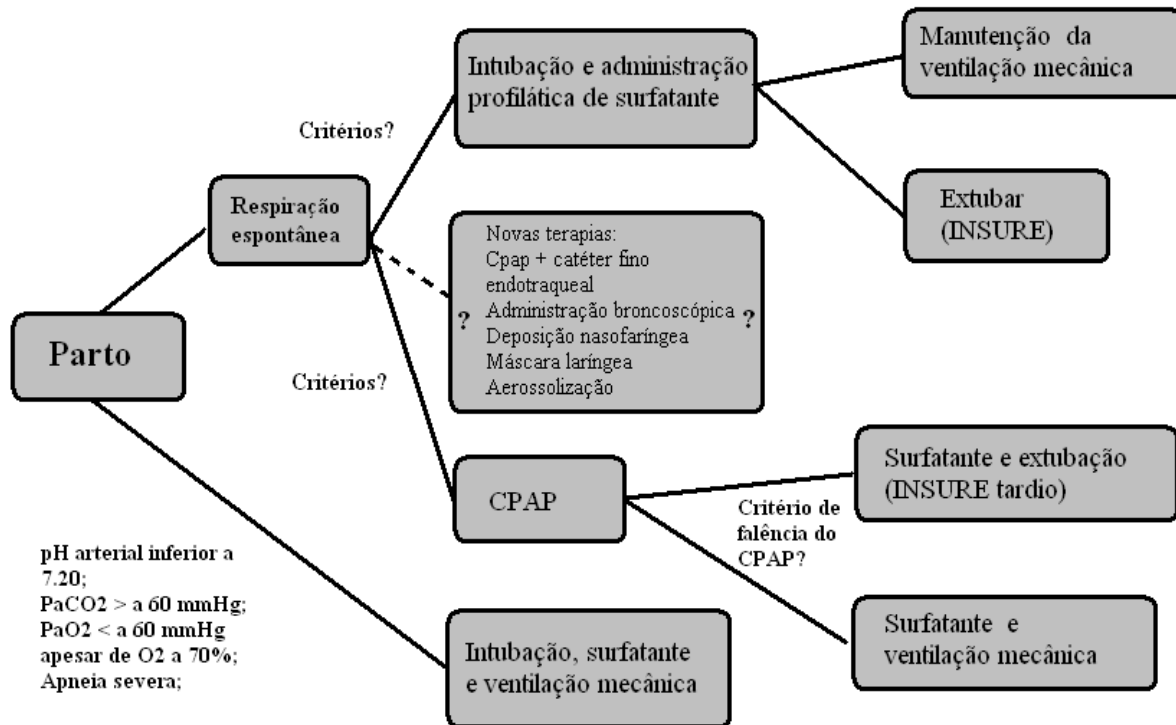 Parto
Respiração
espontânea
Critérios?
Critérios?
Intubação e administração
profilática de surfatante
Manutenção da
ventilação mecânica
Extubar
(INSURE)
Novas terapias:
Cpap + catéter fino
endotraqueal
Administração broncoscópica
Deposição nasofaríngea
Máscara laríngea
Aerossolização
?
?
CPAP
Critério de
falência do
CPAP?
Surfatante e extubação
(INSURE tardio)
Surfatante e
ventilação mecânica
pH arterial inferior a
7.20;
PaCO2 > a 60 mmHg;
PaO2 < a 60 mmHg
apesar de O2 a 70%;
Apneia severa;
Intubação, surfatante
e ventilação mecânica